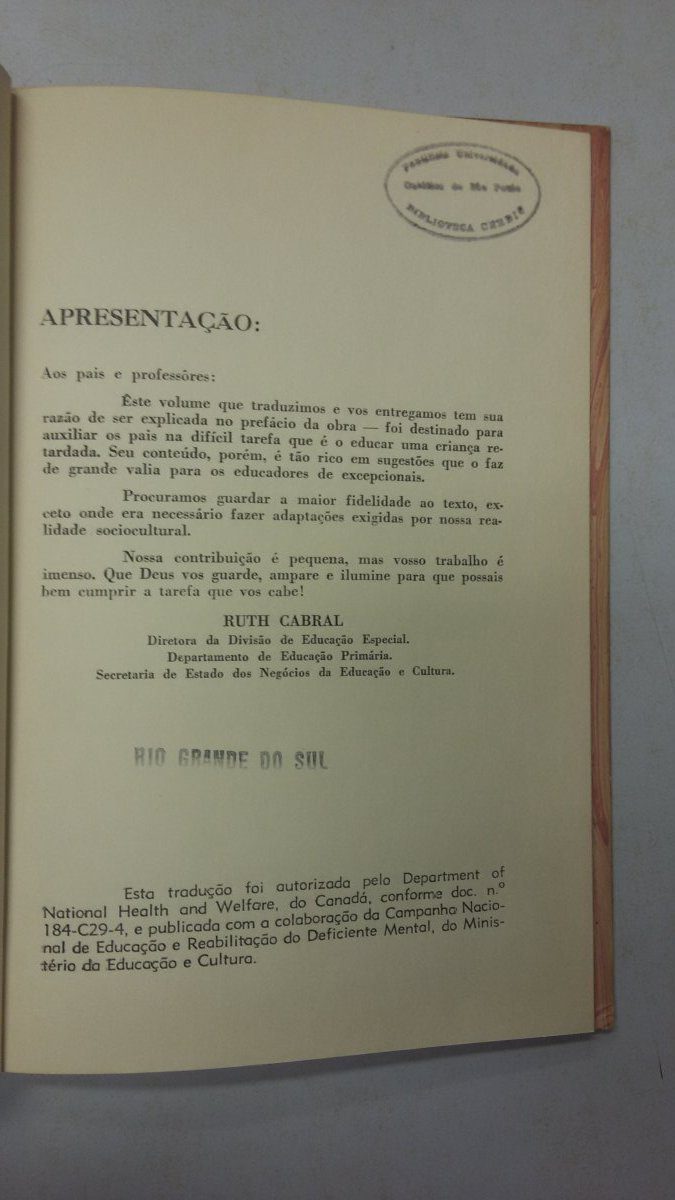 BIBLIOTECA
APRESENTAÇÃO:
Aos pais e professôres:
Êste volume que traduzimos e vos entregamos tem sua
razão de ser explicada no prefácio da obra — foi destinado para
auxiliar os pais na difícil tarefa que é o educar uma criança re-
tardada. Seu conteúdo, porém, é tão rico em sugestões que o faz
de grande valia para os educadores de excepcionais.
Procuramos guardar a maior fidelidade ao texto, ex-
ceto onde era necessário fazer adaptações exigidas por nossa rea-
lidade sociocultural.
Nossa contribuição é pequena, mas vosso trabalho é
imenso. Que Deus vos guarde, ampare e ilumine para que possais
bem cumprir a tarefa que vos cabe!
RUTH CABRAL
Diretora da Divisão de Educação Especial.
Departamento de Educação Primária.
Secretaria de Estado dos Negócios da Educação e Cultura.
RIO GRANDE DO SUL
Esta tradução foi autorizada pelo Department of
National Health and Welfare, do Canadá, conforme doc. n.º
184-C29-4, e publicada com a colaboração da Campanha Nacio-
nal de Educação e Reabilitação do Deficiente Mental, do Minis-
tério da Educação e Cultura.